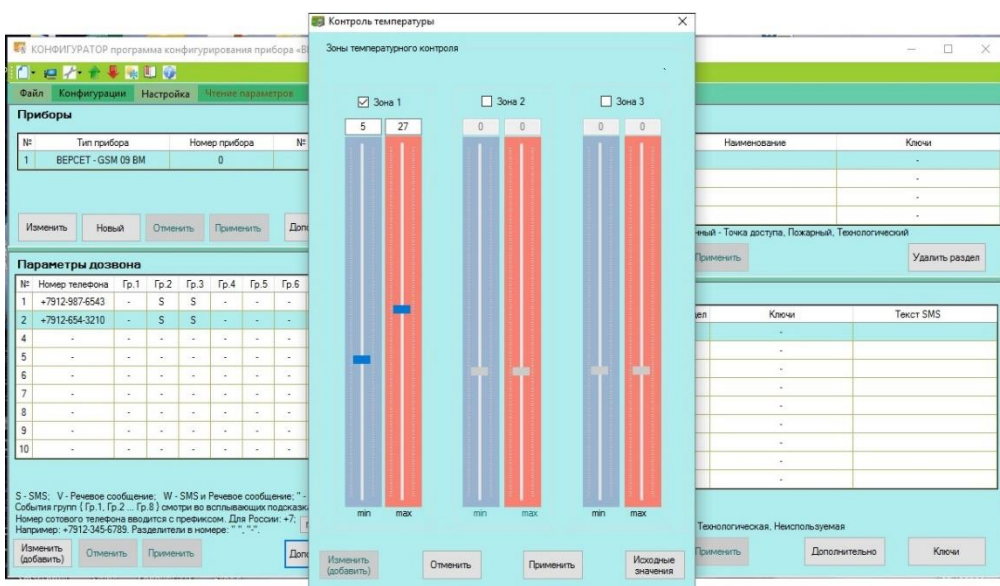 Контроль температуры
КОНФИГУРАТОР программа конфигурирования прибора «В
Файл Конфигурации Настройка Чтение параметров
Приборы
№ Тип прибора Номер прибора №
1 ВЕРСЕТ - GSM 09 ВМ 0
Изменить Новый Отменить Применить
Параметры дозвона
№ Номер телефона Гр.1 Гр.2 Гр.3 Гр.4 Гр.5 Гр.6
1 +7912-987-6543 - S S - - -
2 +7912-654-3210 - S S - - -
4 - - - - - - -
5 - - - - - - -
6 - - - - - - -
7 - - - - - - -
8 - - - - - - -
9 - - - - - - -
10 - - - - - - -
S - SMS; V - Речевое сообщение; W - SMS и Речевое сообщение; " -
События групп { Гр.1, Гр.2 ... Гр.8 } смотри во всплывающих
Номер сотового телефона вводится с префиксом. Для России: +7;
Например: +7912-345-6789. Разделители в номере: " ", "-".
Изменить
(добавить)
Отменить Применить
Зоны температурного контроля
Зона 1 Зона 2 Зона 3
5 27 0 0 0 0
min max min max min max
Изменить
(добавить)
Отменить Применить
Исходные
значения
Наименование Ключи
-
-
-
-
- Точка доступа, Пожарный, Технологический
Применить Удалить раздел
Ключи Текст SMS
-
-
-
-
-
-
-
-
-
Технологическая, Неиспользуемая
Применить Дополнительно Ключи